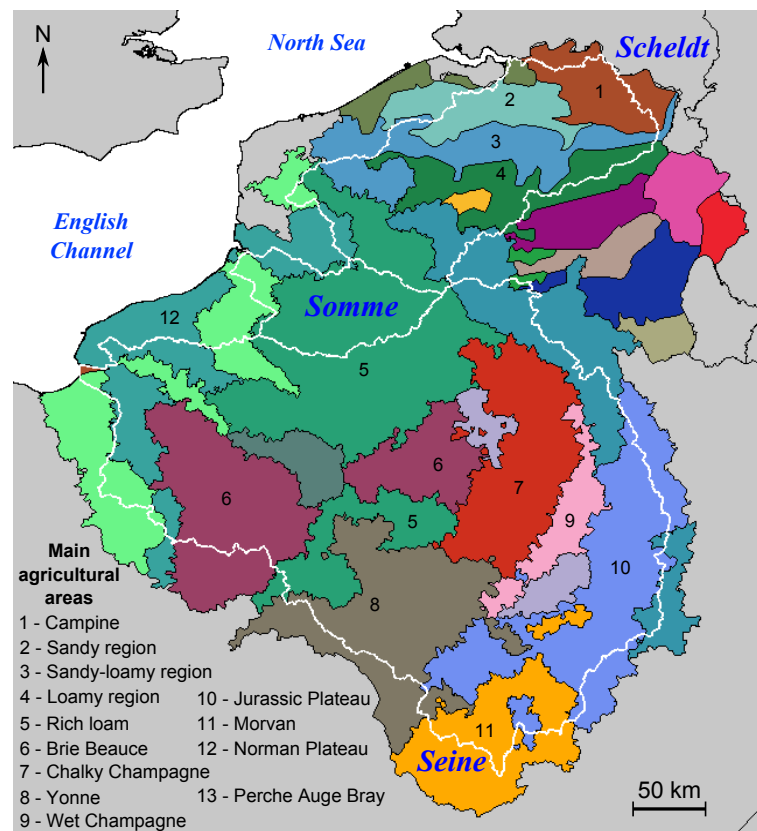 N
North Sea
Scheldt
1
2
3
4
English
Channel
12
Somme
5
6
6
7
9
5
10
8
11
Seine
Main
agricultural
areas
1 - Campine
2 - Sandy region
3 - Sandy-loamy region
4 - Loamy region
5 - Rich loam
6 - Brie Beauce
7 - Chalky Champagne
8 - Yonne
9 - Wet Champagne
10 - Jurassic Plateau
11 - Morvan
12 - Norman Plateau
13 - Perche Auge Bray
50 km